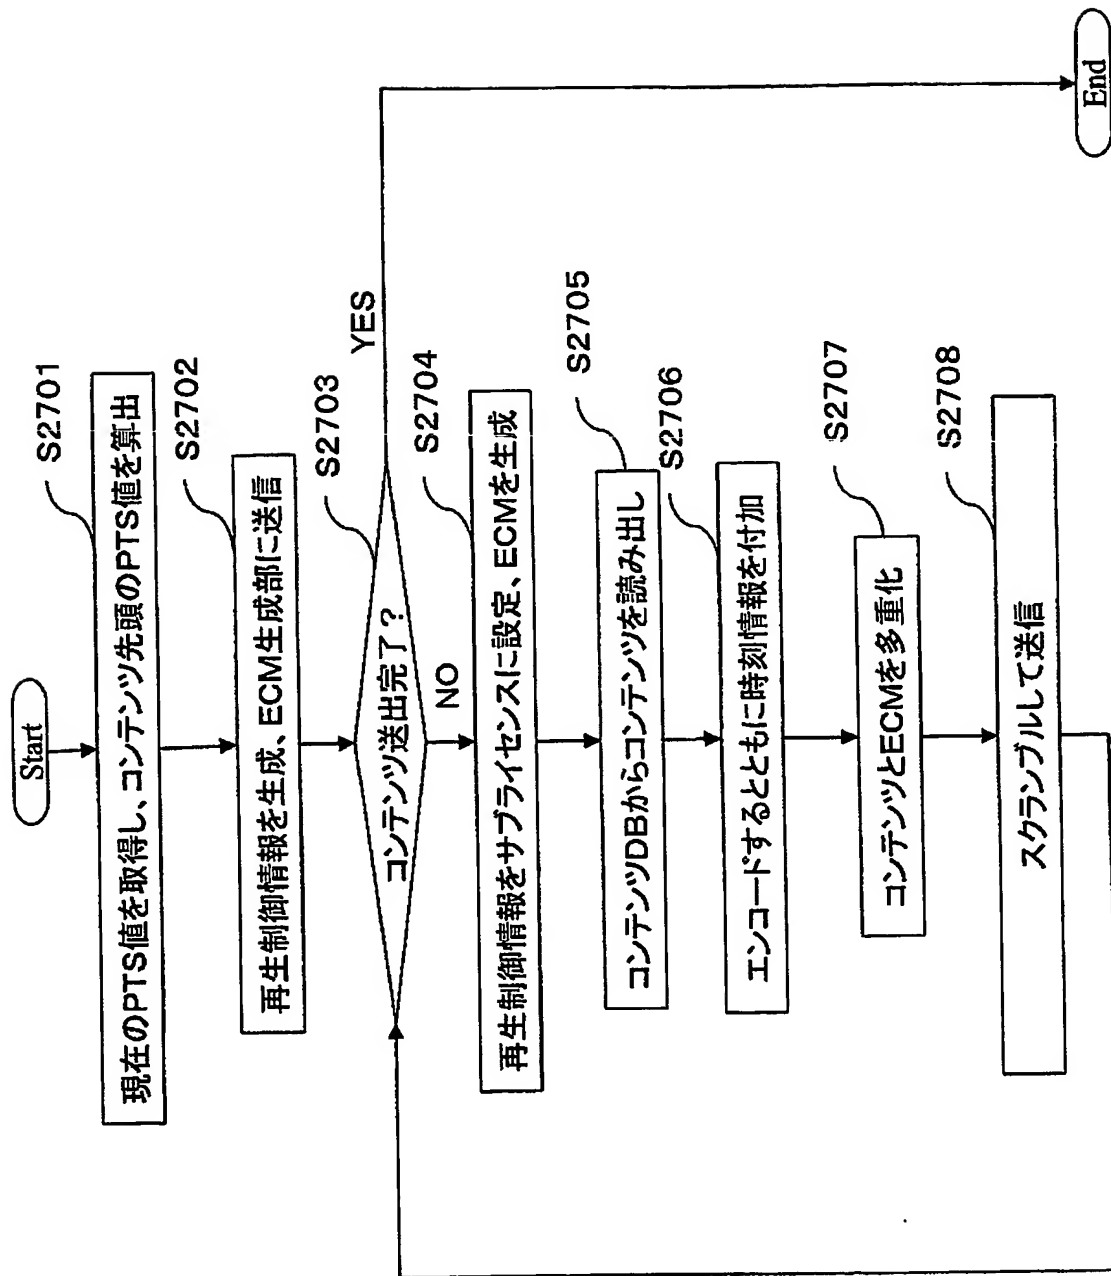 Start
S2701
現在のPTS値を取得し、コンテンツ先頭のPTS値を算出
S2702
再生制御情報を生成、ECM生成部に送信
S2703
コンテンツ送出完了？
YES
NO
S2704
再生制御情報をサブライセンスに設定、ECMを生成
S2705
コンテンツDBからコンテンツを読み出し
S2706
エンコードするとともに時刻情報を付加
S2707
コンテンツとECMを多重化
S2708
スクランブルして送信
End